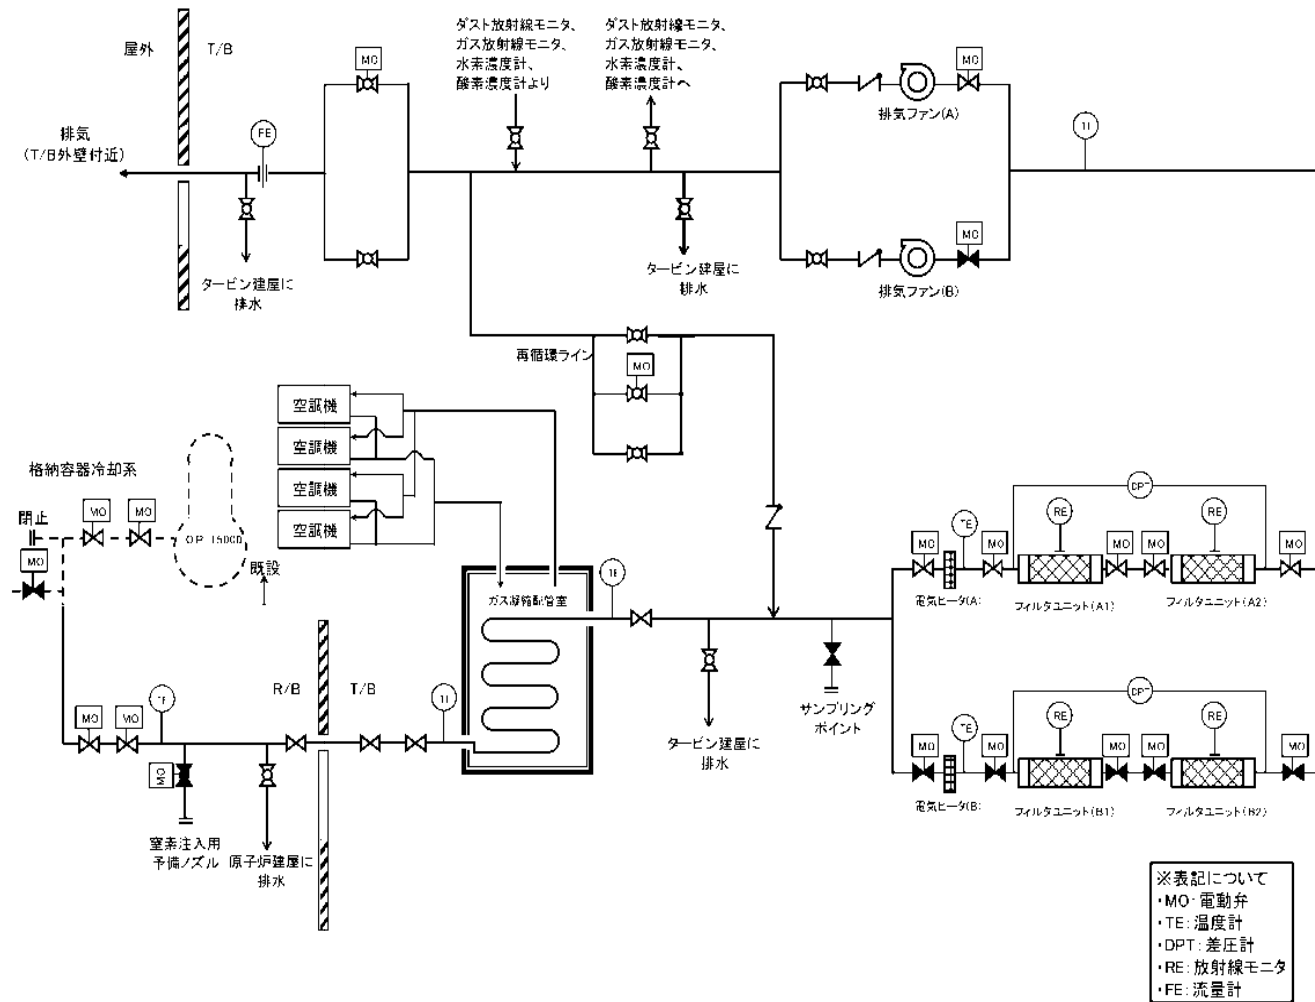 屋外
T/B
MO
ダスト放射線モニタ、
ガス放射線モニタ、
水素濃度計、
酸素濃度計より
ダスト放射線モニタ、
ガス放射線モニタ、
水素濃度計、
酸素濃度計へ
MO
排気ファン(A)
排気
(T/B外壁付近)
FE
タービン建屋に
排水
タービン建屋に
排水
MO
排気ファン(B)
再循環ライン
MO
空調機
空調機
空調機
空調機
格納容器冷却系
閉止
MO
MO
MO
既設
ガス凝縮配管室
TE
DPT
RE
RE
MO
TE
MO
MO
MO
MO
電気ヒータ(A)
フィルタユニット(A1)
フィルタユニット(A2)
R/B
T/B
MO
MO
TE
MO
窒素注入用
予備ノズル
原子炉建屋に
排水
タービン建屋に
排水
サンプリング
ポイント
DPT
RE
RE
MO
TE
MO
MO
MO
MO
電気ヒータ(B)
フィルタユニット(B1)
フィルタユニット(B2)
※表記について
・MO:電動弁
・TE:温度計
・DPT:差圧計
・RE:放射線モニタ
・FE:流量計